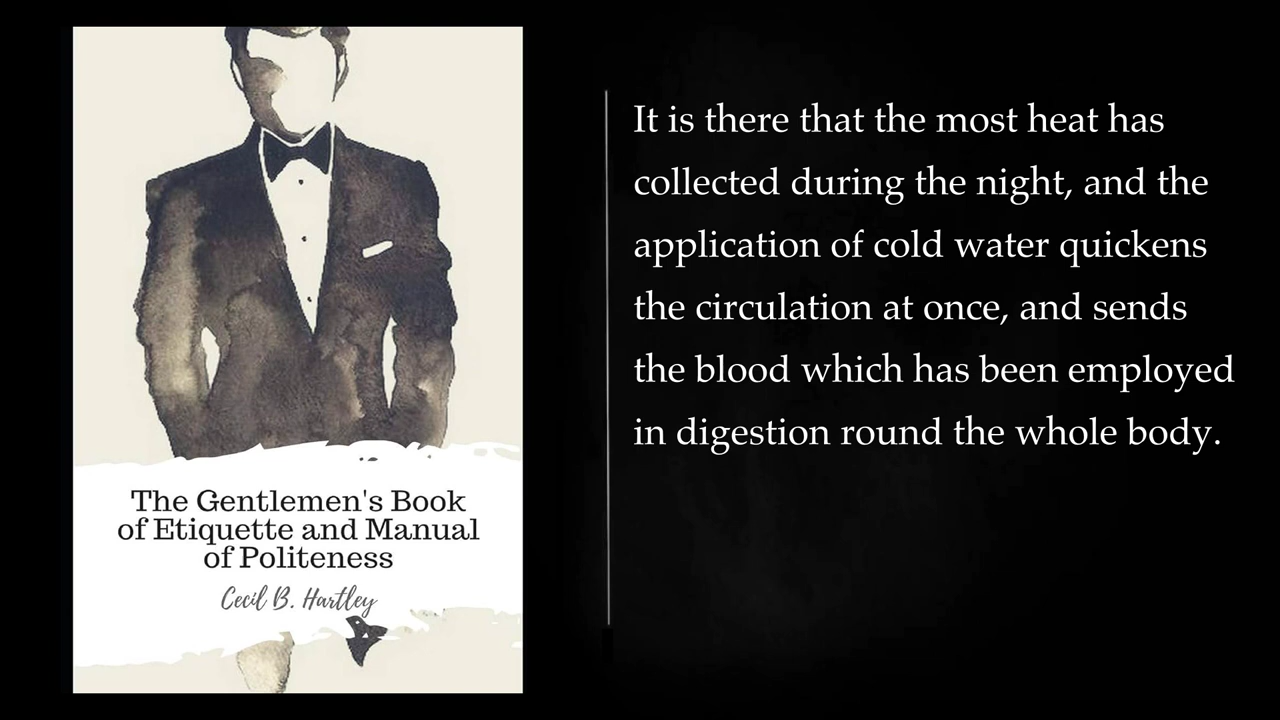 The Gentlemen's Book
of Etiquette and Manual
of Politeness
Cecil B. Hartley
It is there that the most heat has
collected during the night, and the
application of cold water quickens
the circulation at once, and sends
the blood which has been employed
in digestion round the whole body.